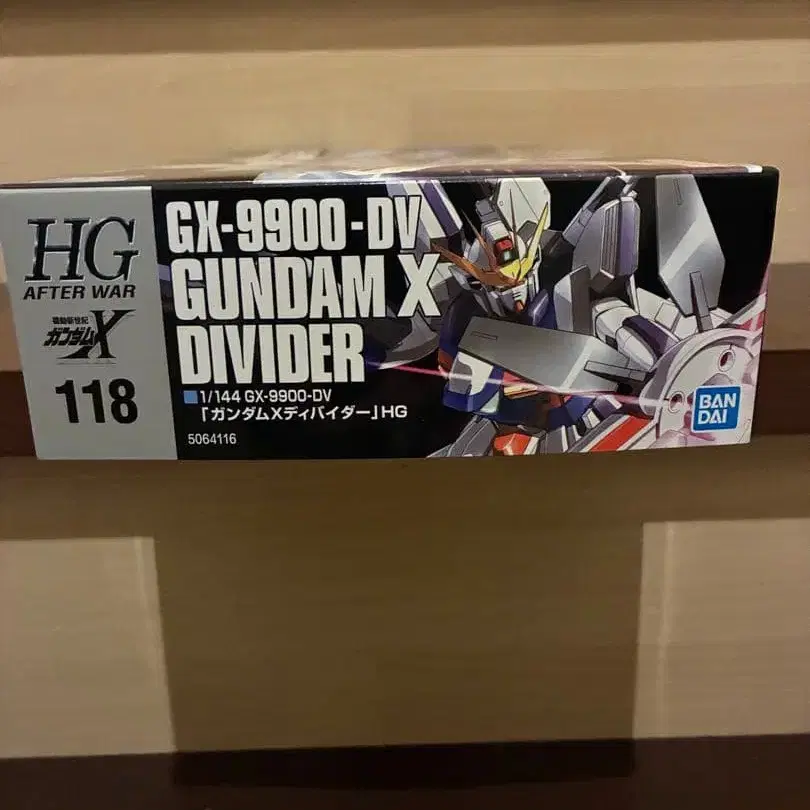 HG
AFTER WAR
機動新世紀
ガンダムX
118
GX-9900-DV
GUNDAM X
DIVIDER
1/144 GX-9900-DV
「ガンダムXディバイダー」HG
5064116
BAN
DAI